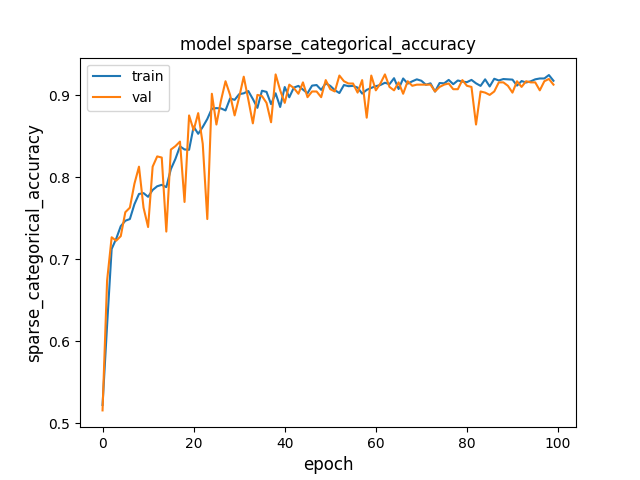 model sparse_categorical_accuracy
train
val
0.9
0.8
0.7
0.6
0.5
sparse_categorical_accuracy
0 20 40 60 80 100
epoch